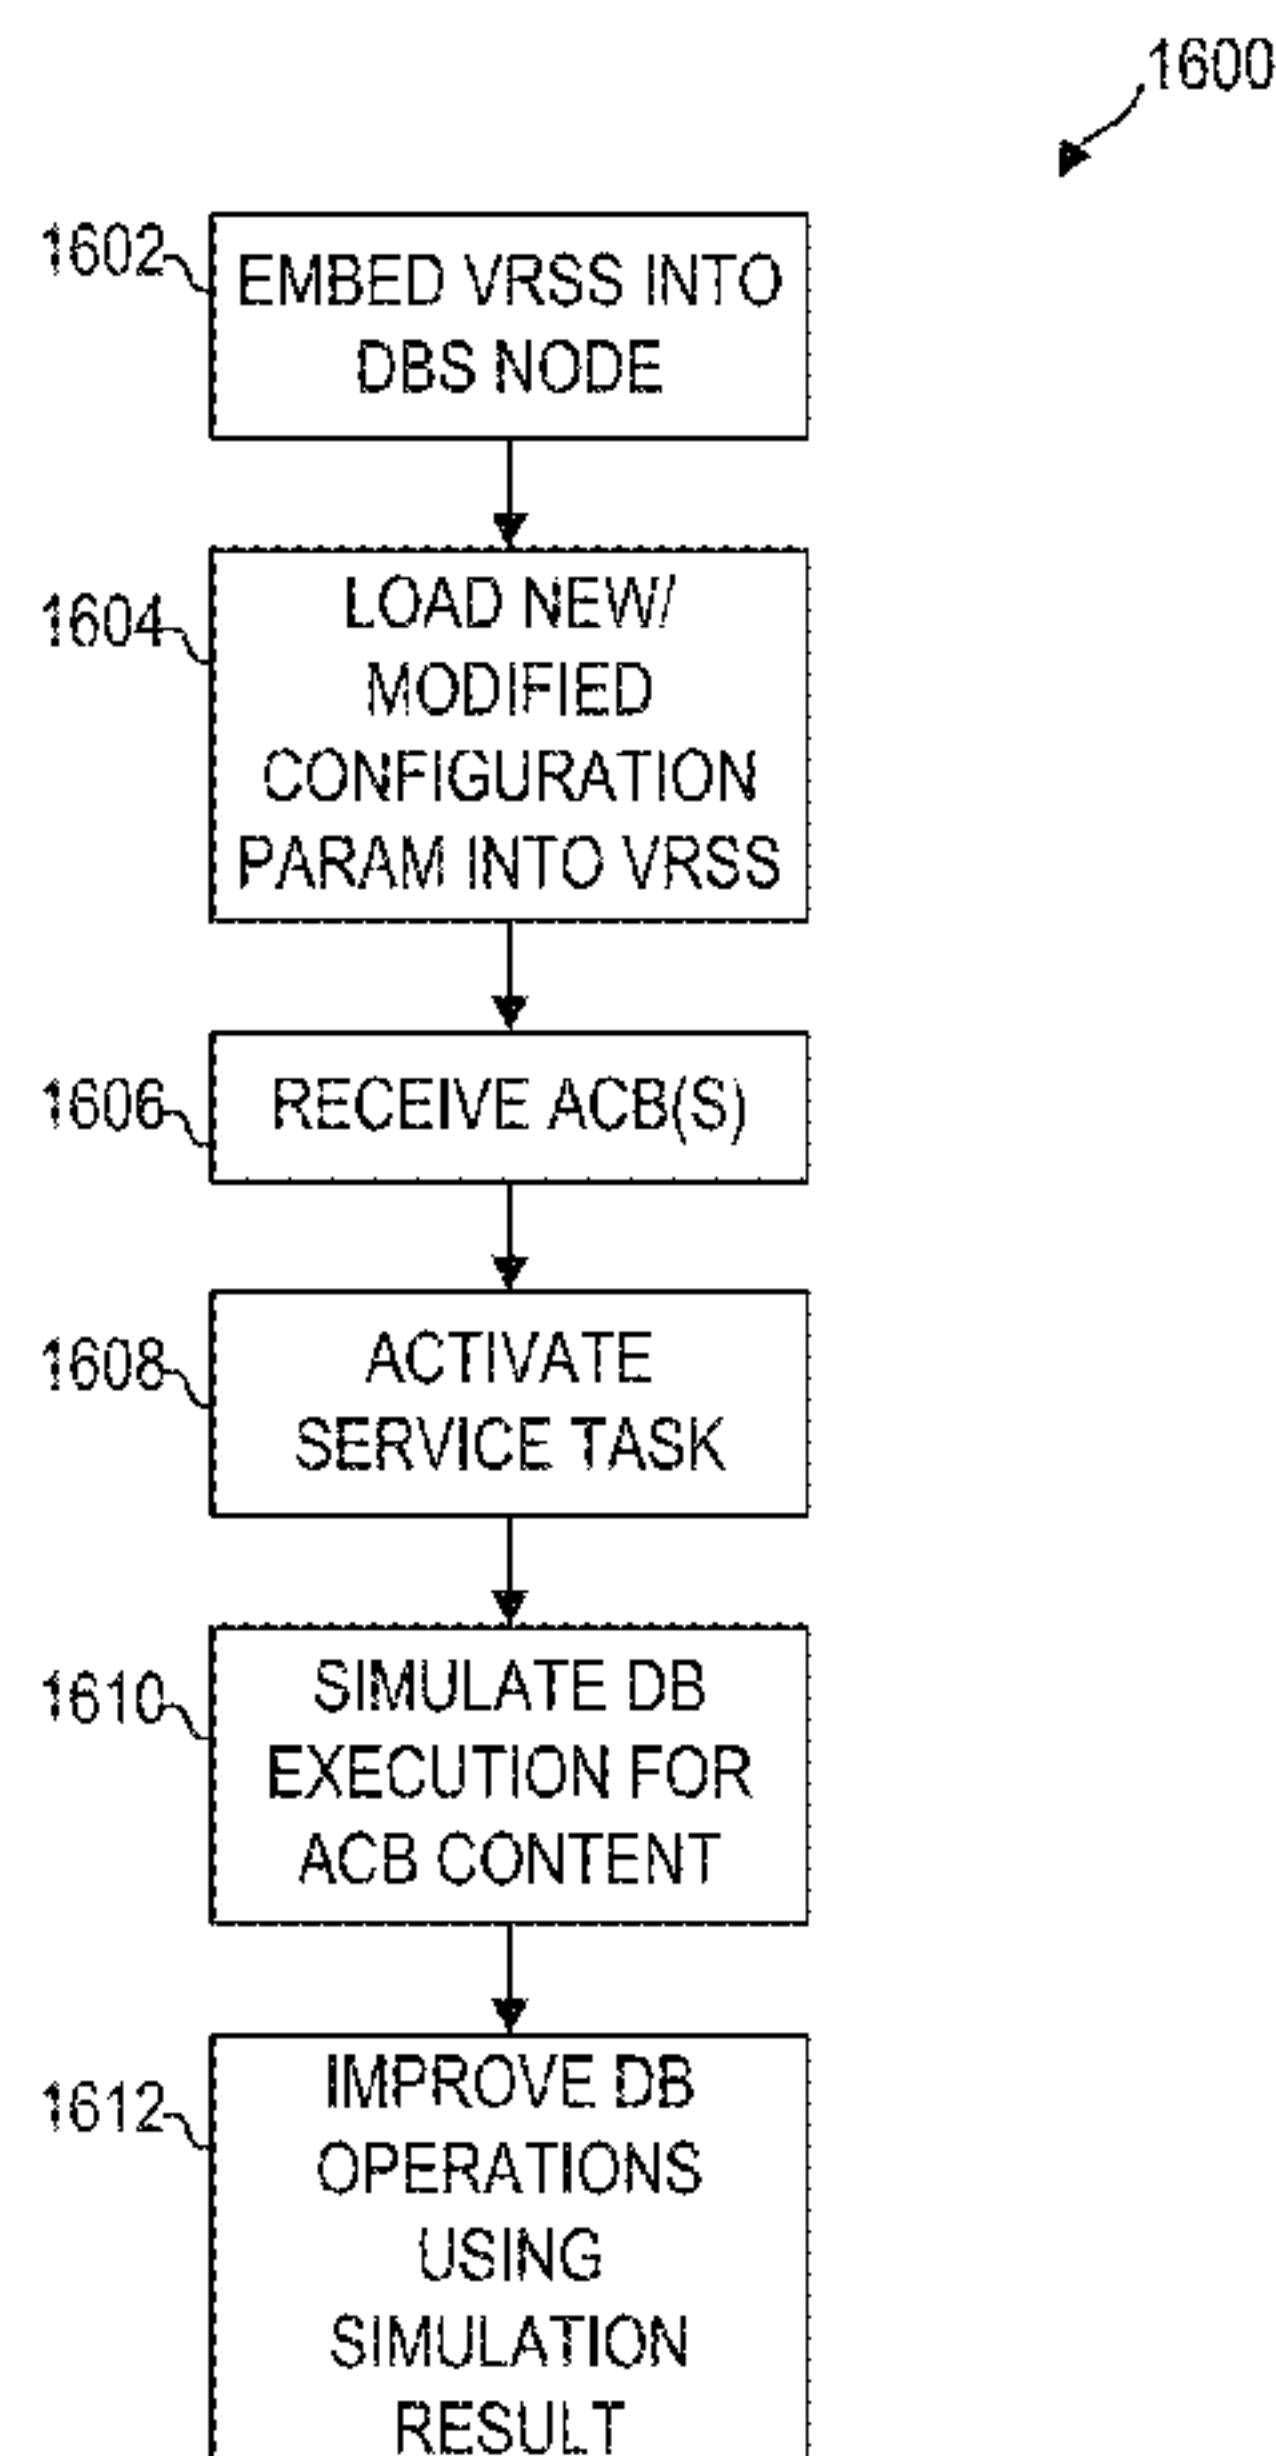 1600
1602
EMBED VRSS INTO
DBS NODE
1604
LOAD NEW/
MODIFIED
CONFIGURATION
PARAM INTO VRSS
1606
RECEIVE ACB(S)
1608
ACTIVATE
SERVICE TASK
1610
SIMULATE DB
EXECUTION FOR
ACB CONTENT
1612
IMPROVE DB
OPERATIONS
USING
SIMULATION
RESULT